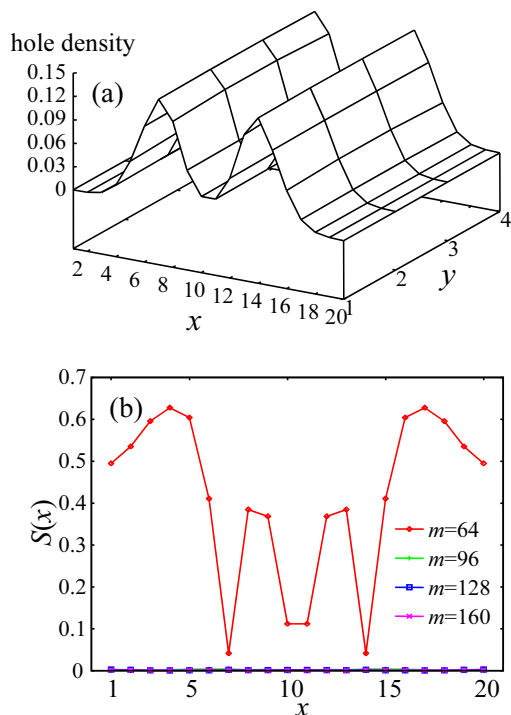 hole density
0.15
(a)
0.12
0.09
0.06
0.03
0
2 4 6 8 10 12 14 16 18 20
x
1 2 3 4
y
(b)
0.7
0.6
0.5
0.4
0.3
0.2
0.1
0
S(x)
m=64
m=96
m=128
m=160
1 5 10 15 20
x